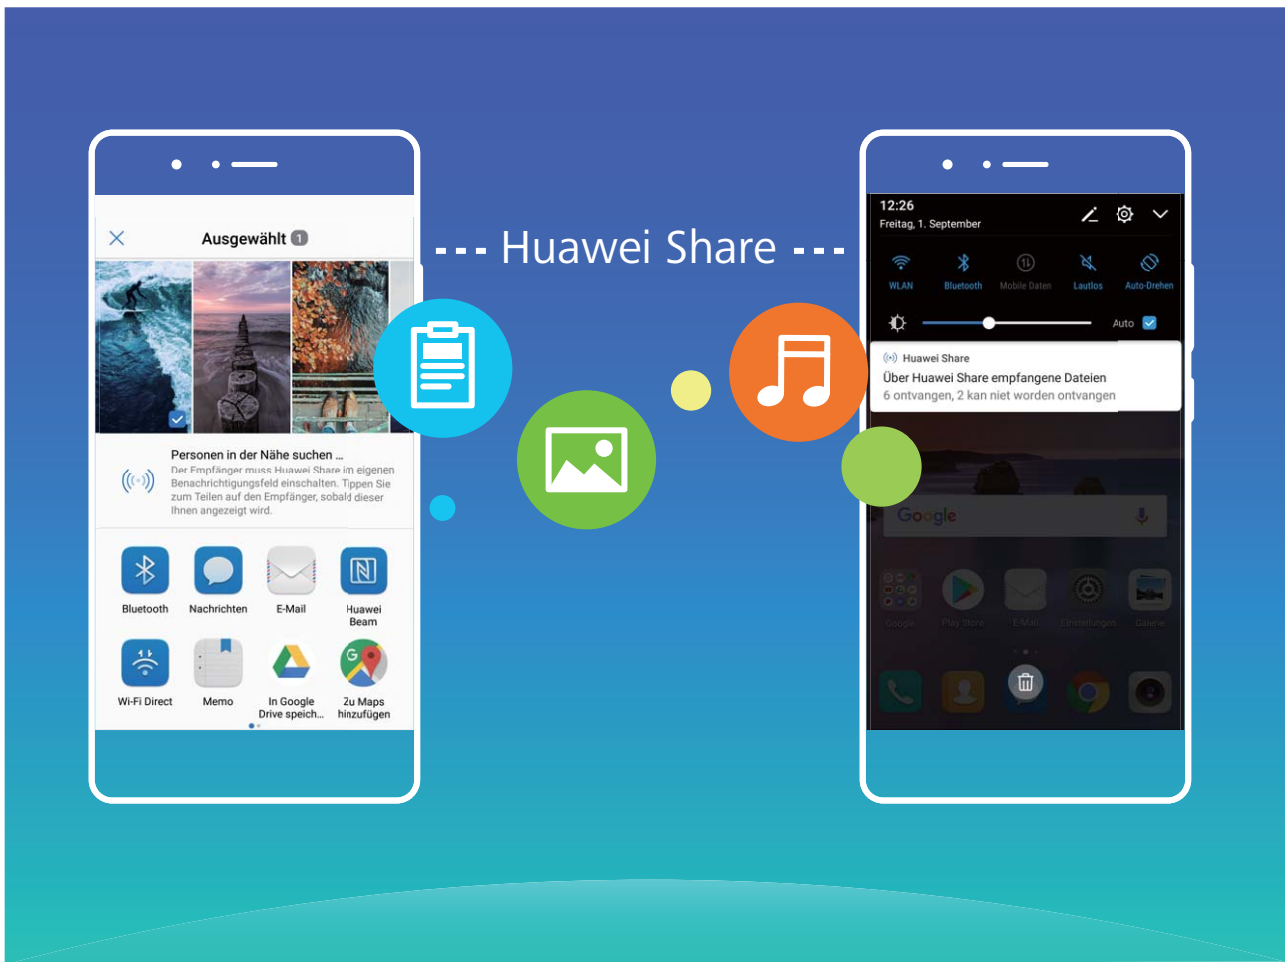 --- Huawei Share ---
Ausgewählt 1
Personen in der Nähe suchen ...
Der Empfänger muss Huawei Share im eigenen
Benachrichtigungsfeld einschalten. Tippen Sie
zum Teilen auf den Empfänger, sobald dieser
Ihnen angezeigt wird.
Bluetooth Nachrichten E-Mail Huawei
Beam
Wi-Fi Direct Memo In Google Zu Maps
Drive speich... hinzufügen
12:26
Freitag, 1. September
WLAN Bluetooth Mobile Daten Lautlos Auto-Drehen
Auto
Huawei Share
Über Huawei Share empfangene Dateien
6 ontvangen, 2 kan niet worden ontvangen
Google
Google Play Store E-Mail Einstellungen Galerie